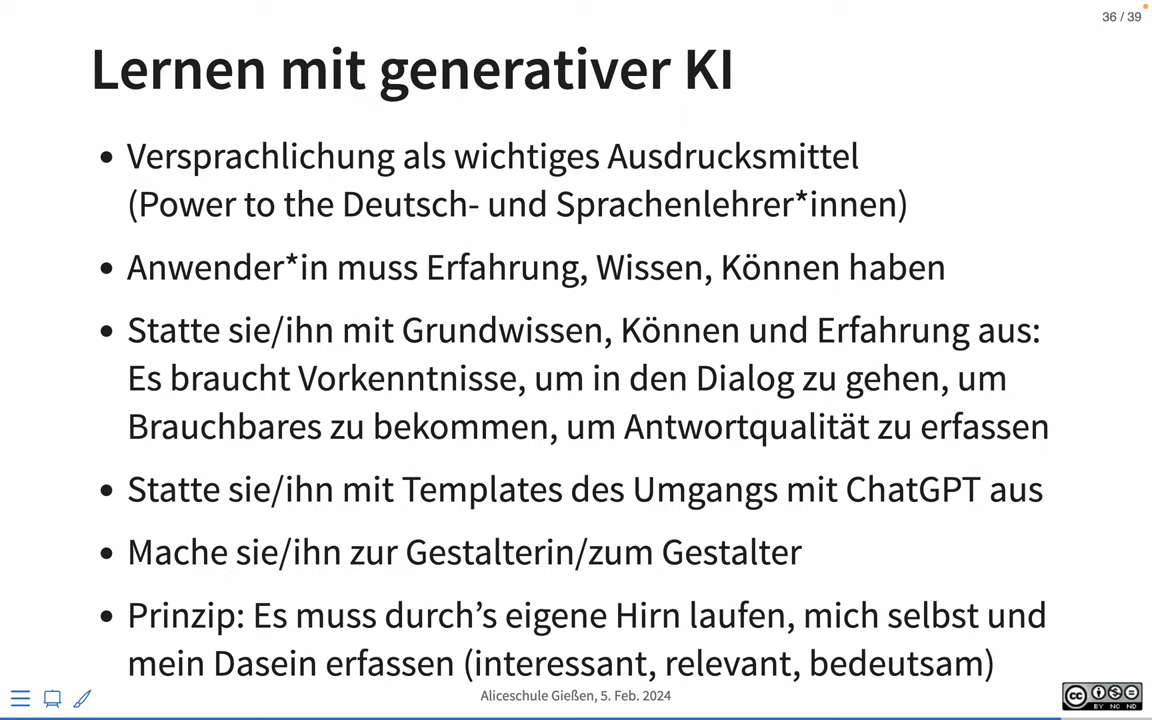 36 / 39
Lernen mit generativer KI
• Versprachlichung als wichtiges Ausdrucksmittel
(Power to the Deutsch- und Sprachenlehrer*innen)
• Anwender*in muss Erfahrung, Wissen, Können haben
• Statte sie/ihn mit Grundwissen, Können und Erfahrung aus:
Es braucht Vorkenntnisse, um in den Dialog zu gehen, um
Brauchbares zu bekommen, um Antwortqualität zu erfassen
• Statte sie/ihn mit Templates des Umgangs mit ChatGPT aus
• Mache sie/ihn zur Gestalterin/zum Gestalter
• Prinzip: Es muss durch’s eigene Hirn laufen, mich selbst und
mein Dasein erfassen (interessant, relevant, bedeutsam)
Aliceschule Gießen, 5. Feb. 2024
cc
BY NC ND